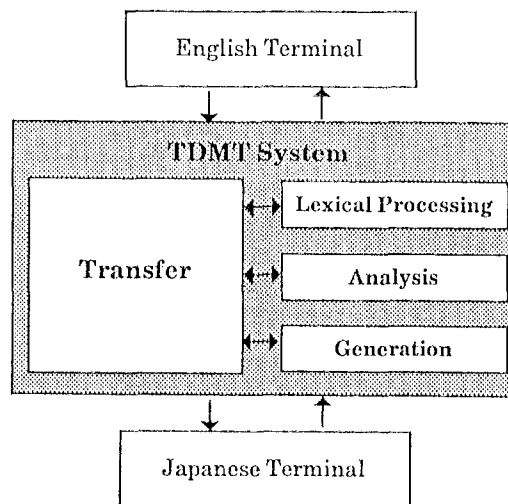 English Terminal
TDMT System
Transfer
Lexical Processing
Analysis
Generation
Japanese Terminal